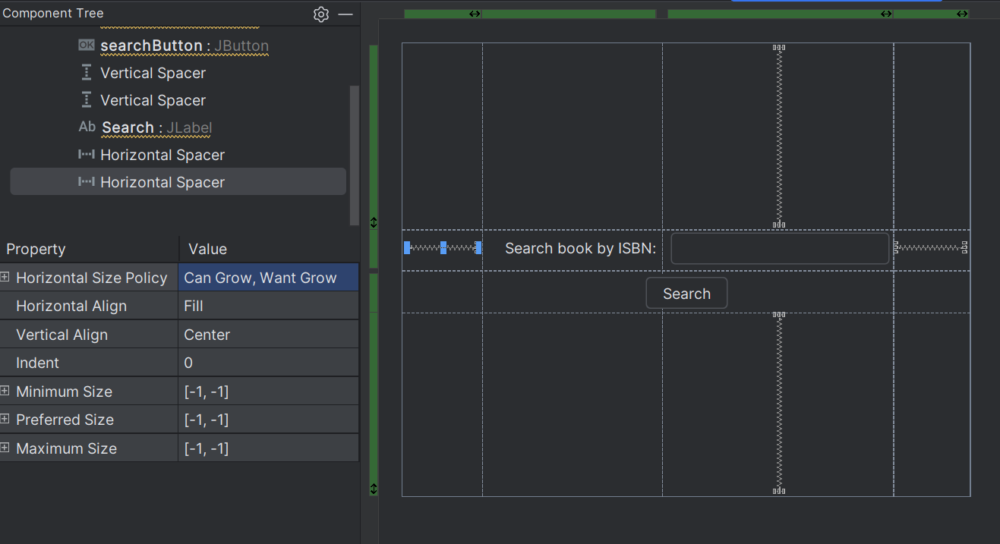 Component Tree
OK searchButton : JButton
Vertical Spacer
Vertical Spacer
Ab Search : JLabel
Horizontal Spacer
Horizontal Spacer
Property Value
Horizontal Size Policy Can Grow, Want Grow
Horizontal Align Fill
Vertical Align Center
Indent 0
Minimum Size [-1, -1]
Preferred Size [-1, -1]
Maximum Size [-1, -1]
Search book by ISBN:
Search